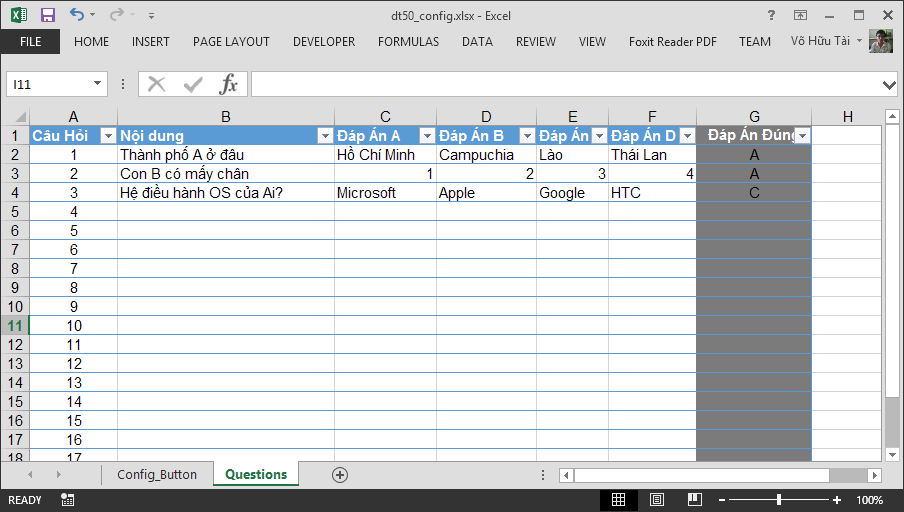 dt50_config.xlsx - Excel
FILE HOME INSERT PAGE LAYOUT DEVELOPER FORMULAS DATA REVIEW VIEW Foxit Reader PDF TEAM Võ Hữu Tài
I11 fx
A B C D E F G H
1 Câu Hỏi Nội dung Đáp Án A Đáp Án B Đáp Án Đáp Án D Đáp Án Đúng
2 1 Thành phố A ở đâu Hồ Chí Minh Campuchia Lào Thái Lan A
3 2 Con B có mấy chân 1 2 3 4 A
4 3 Hệ điều hành OS của Ai? Microsoft Apple Google HTC C
5 4
6 5
7 6
8 7
9 8
10 9
11 10
12 11
13 12
14 13
15 14
16 15
17 16
18 17
Config_Button Questions
READY 100%